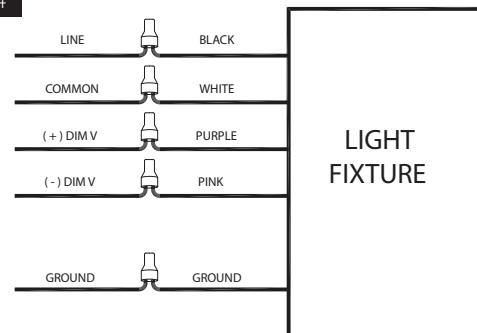 LINE BLACK
COMMON WHITE
( + ) DIM V PURPLE
( - ) DIM V PINK
GROUND GROUND
LIGHT
FIXTURE